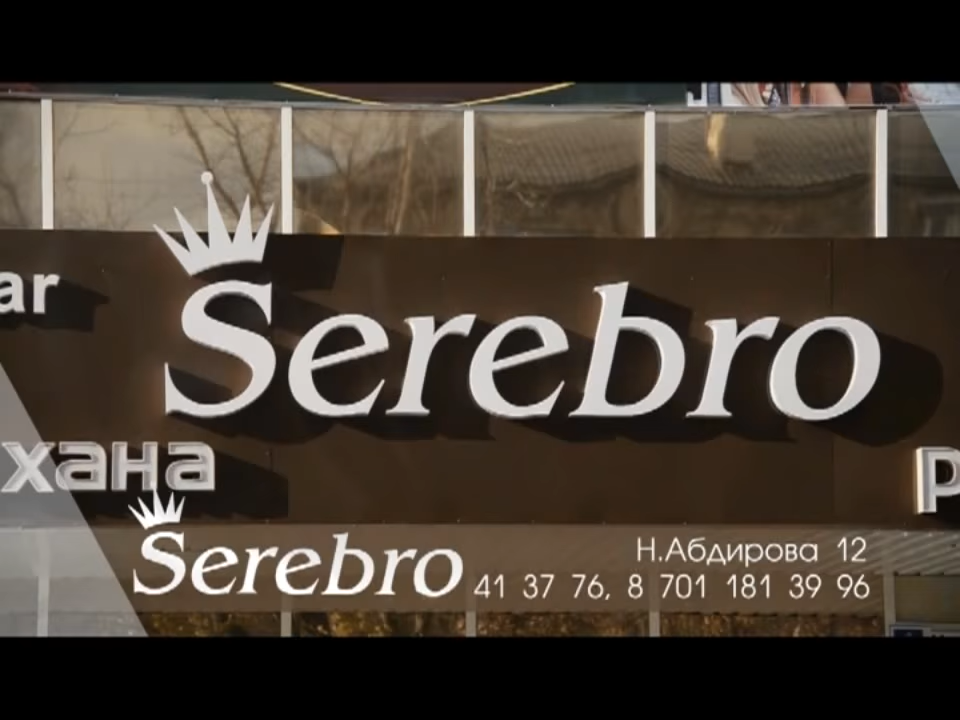 ar
Serebro
хана
Р
Serebro
Н.Абдирова 12
41 37 76, 8 701 181 39 96